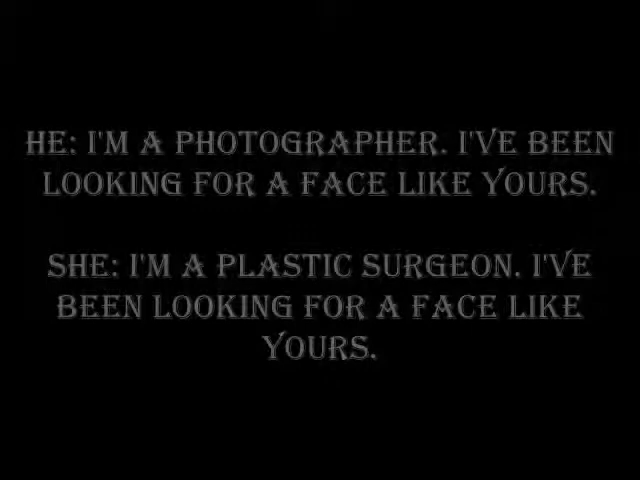 HE: I'M A PHOTOGRAPHER. I'VE BEEN
LOOKING FOR A FACE LIKE YOURS.
SHE: I'M A PLASTIC SURGEON. I'VE
BEEN LOOKING FOR A FACE LIKE
YOURS.